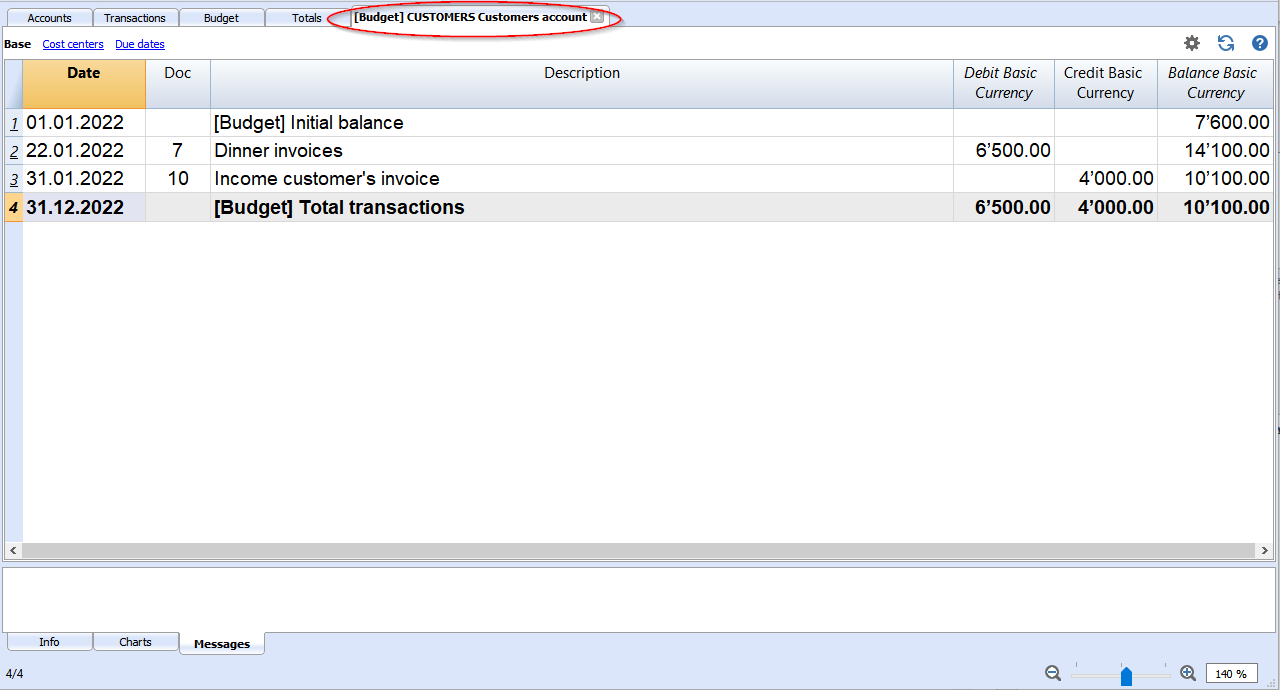 Accounts Transactions Budget Totals [Budget] CUSTOMERS Customers account
Base Cost centers Due dates
Date Doc Description Debit Basic Currency Credit Basic Currency Balance Basic Currency
1 01.01.2022 [Budget] Initial balance 7’600.00
2 22.01.2022 7 Dinner invoices 6’500.00 14’100.00
3 31.01.2022 10 Income customer's invoice 4’000.00 10’100.00
4 31.12.2022 [Budget] Total transactions 6’500.00 4’000.00 10’100.00
Info Charts Messages
4/4 140 %